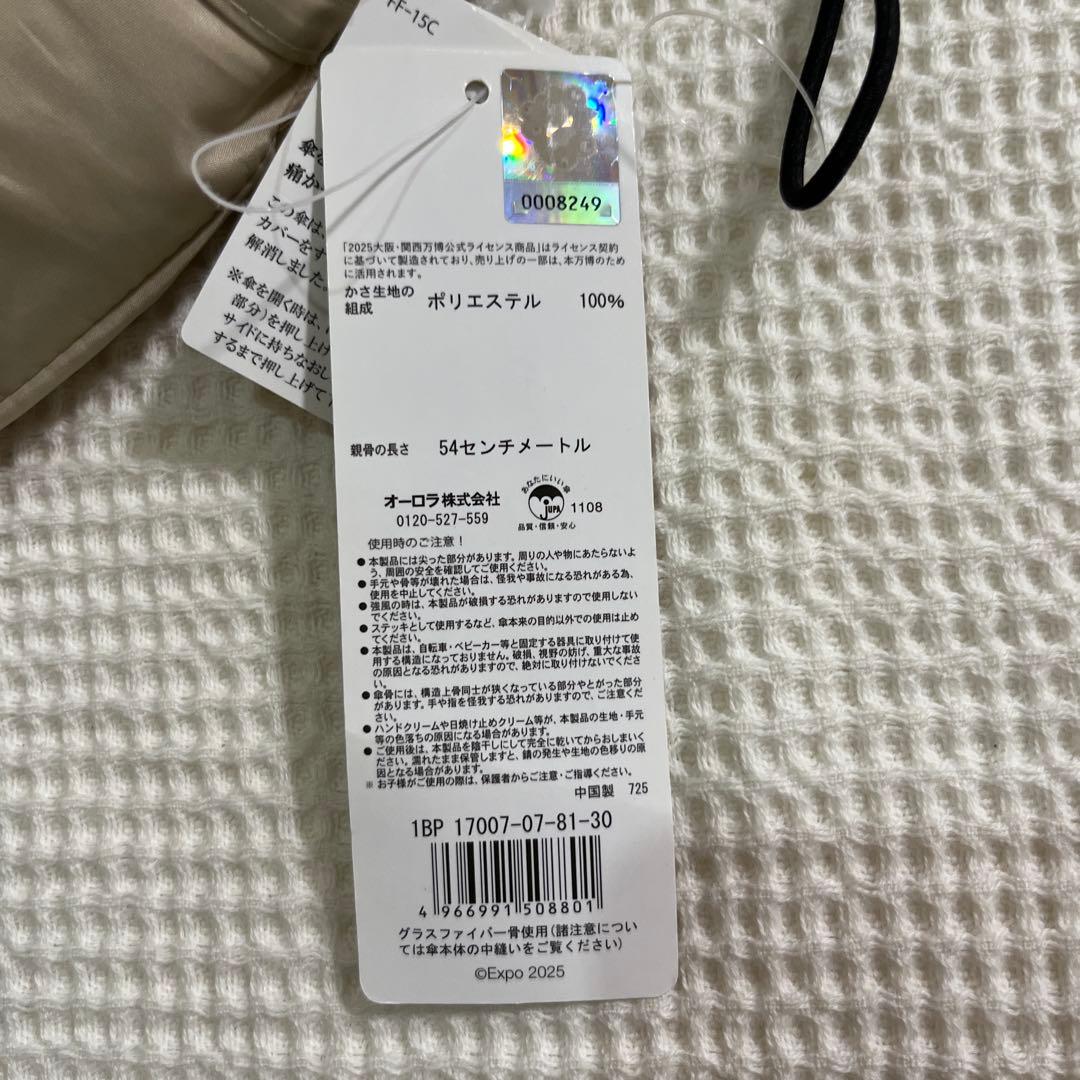 FF-15C
痛か
この傘は
カバーをす
解消しました
※傘を開く時は、
部分)を押し上げ
サイドに持ちなおし
するまで押し上げて
0008249
「2025大阪・関西万博公式ライセンス商品」はライセンス契約
に基づいて製造されており、売り上げの一部は、本万博のため
に活用されます。
かさ生地の
組成
ポリエステル 100%
親骨の長さ 54センチメートル
オーロラ株式会社
0120-527-559
あなたにいい傘
JUPA
1108
品質・信頼・安心
使用時のご注意!
●本製品には尖った部分があります。周りの人や物にあたらないよ
う、周囲の安全を確認してご使用ください。
●手元や骨等が壊れた場合は、怪我や事故になる恐れがある為、
使用を中止してください。
●強風の時は、本製品が破損する恐れがありますので使用しない
でください。
●ステッキとして使用するなど、傘本来の目的以外での使用は止め
てください。
●本製品は、自転車・ベビーカー等と固定する器具に取り付けて使
用する構造になっておりません。破損、視野の妨げ、重大な事故
の原因となる恐れがありますので、絶対に取り付けないでくださ
い。
●傘骨には、構造上骨同士が狭くなっている部分やとがった部分
があります。手や指を怪我する恐れがありますので、ご注意くだ
さい。
●ハンドクリームや日焼け止めクリーム等が、本製品の生地・手元
等の色落ちの原因になる場合があります。
●ご使用後は、本製品を陰干しにして完全に乾いてからおしまいく
ださい。濡れたまま保管しますと、錆の発生や生地の色移りの原
因となる場合があります。
※お子様がご使用の際は、保護者からご注意・ご指導ください。
中国製 725
1BP 17007-07-81-30
4 966991 508801
グラスファイバー骨使用(諸注意につい
ては傘本体の中縫いをご覧ください)
©Expo 2025